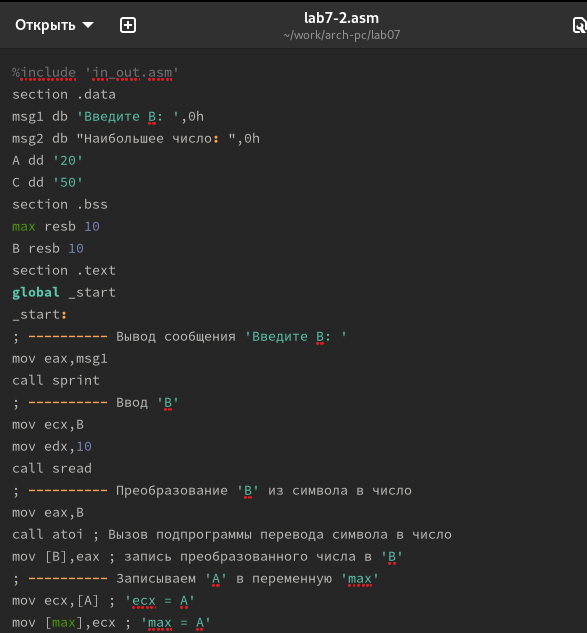 Открыть
lab7-2.asm
~/work/arch-pc/lab07
%include 'in_out.asm'
section .data
msg1 db 'Введите B: ',0h
msg2 db "Наибольшее число: ",0h
A dd '20'
C dd '50'
section .bss
max resb 10
B resb 10
section .text
global _start
_start:
; ---------- Вывод сообщения 'Введите B: '
mov eax,msg1
call sprint
; ---------- Ввод 'B'
mov ecx,B
mov edx,10
call sread
; ---------- Преобразование 'B' из символа в число
mov eax,B
call atoi ; Вызов подпрограммы перевода символа в число
mov [B],eax ; запись преобразованного числа в 'B'
; ---------- Записываем 'A' в переменную 'max'
mov ecx,[A] ; 'ecx = A'
mov [max],ecx ; 'max = A'